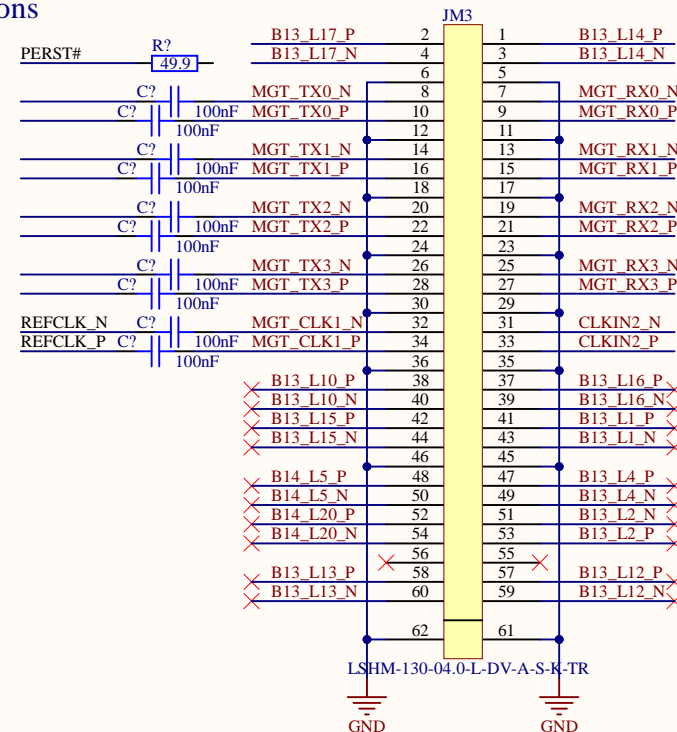 ons
JM3
B13_L17_P 2 1 B13_L14_P
PERST# R? B13_L17_N 4 3 B13_L14_N
49.9
6 5
C? MGT_TX0_N 8 7 MGT_RX0_N
C? 100nF MGT_TX0_P 10 9 MGT_RX0_P
100nF 12 11
C? MGT_TX1_N 14 13 MGT_RX1_N
C? 100nF MGT_TX1_P 16 15 MGT_RX1_P
100nF 18 17
C? MGT_TX2_N 20 19 MGT_RX2_N
C? 100nF MGT_TX2_P 22 21 MGT_RX2_P
100nF 24 23
C? MGT_TX3_N 26 25 MGT_RX3_N
C? 100nF MGT_TX3_P 28 27 MGT_RX3_P
100nF 30 29
REFCLK_N C? MGT_CLK1_N 32 31 CLKIN2_N
REFCLK_P C? 100nF MGT_CLK1_P 34 33 CLKIN2_P
100nF 36 35
B13_L10_P 38 37 B13_L16_P
B13_L10_N 40 39 B13_L16_N
B13_L15_P 42 41 B13_L1_P
B13_L15_N 44 43 B13_L1_N
46 45
B14_L5_P 48 47 B13_L4_P
B14_L5_N 50 49 B13_L4_N
B14_L20_P 52 51 B13_L2_N
B14_L20_N 54 53 B13_L2_P
56 55
B13_L13_P 58 57 B13_L12_P
B13_L13_N 60 59 B13_L12_N
62 61
LSHM-130-04.0-L-DV-A-S-K-TR
GND GND